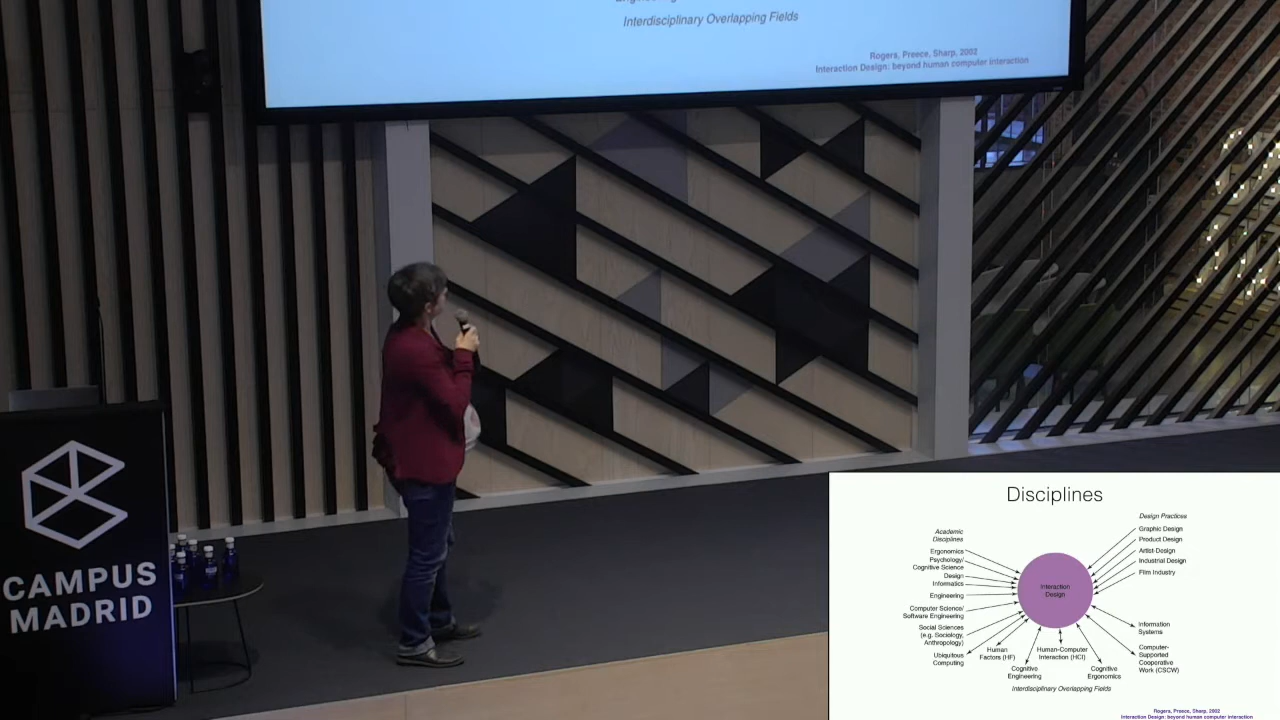 Interdisciplinary Overlapping Fields
Rogers, Preece, Sharp, 2002
Interaction Design: beyond human computer interaction
CAMPUS
MADRID
Disciplines
Academic
Disciplines
Ergonomics
Psychology/
Cognitive Science
Design
Informatics
Engineering
Computer Science/
Software Engineering
Social Sciences
(e.g. Sociology,
Anthropology)
Ubiquitous
Computing
Interaction
Design
Design Practices
Graphic Design
Product Design
Artist-Design
Industrial Design
Film Industry
Information
Systems
Computer-
Supported
Cooperative
Work (CSCW)
Human
Factors (HF)
Human-Computer
Interaction (HCI)
Cognitive
Engineering
Cognitive
Ergonomics
Interdisciplinary Overlapping Fields
Rogers, Preece, Sharp, 2002
Interaction Design: beyond human computer interaction